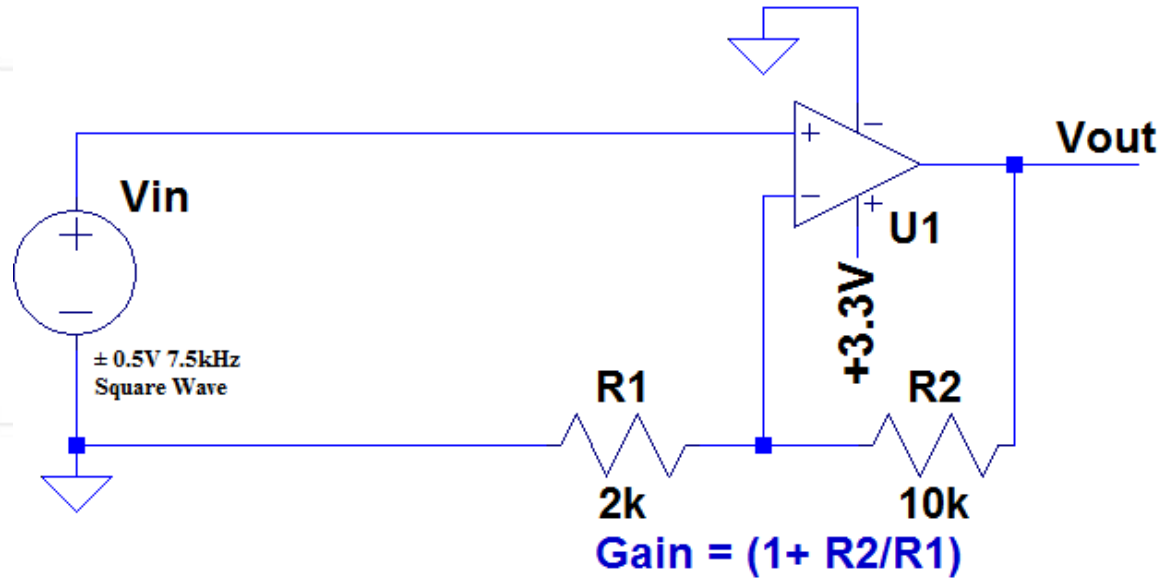 −
+
Vout
Vin
+
−
+
−
+
U1
+3.3V
± 0.5V 7.5kHz
Square Wave
R1
R2
2k
10k
Gain = (1+ R2/R1)